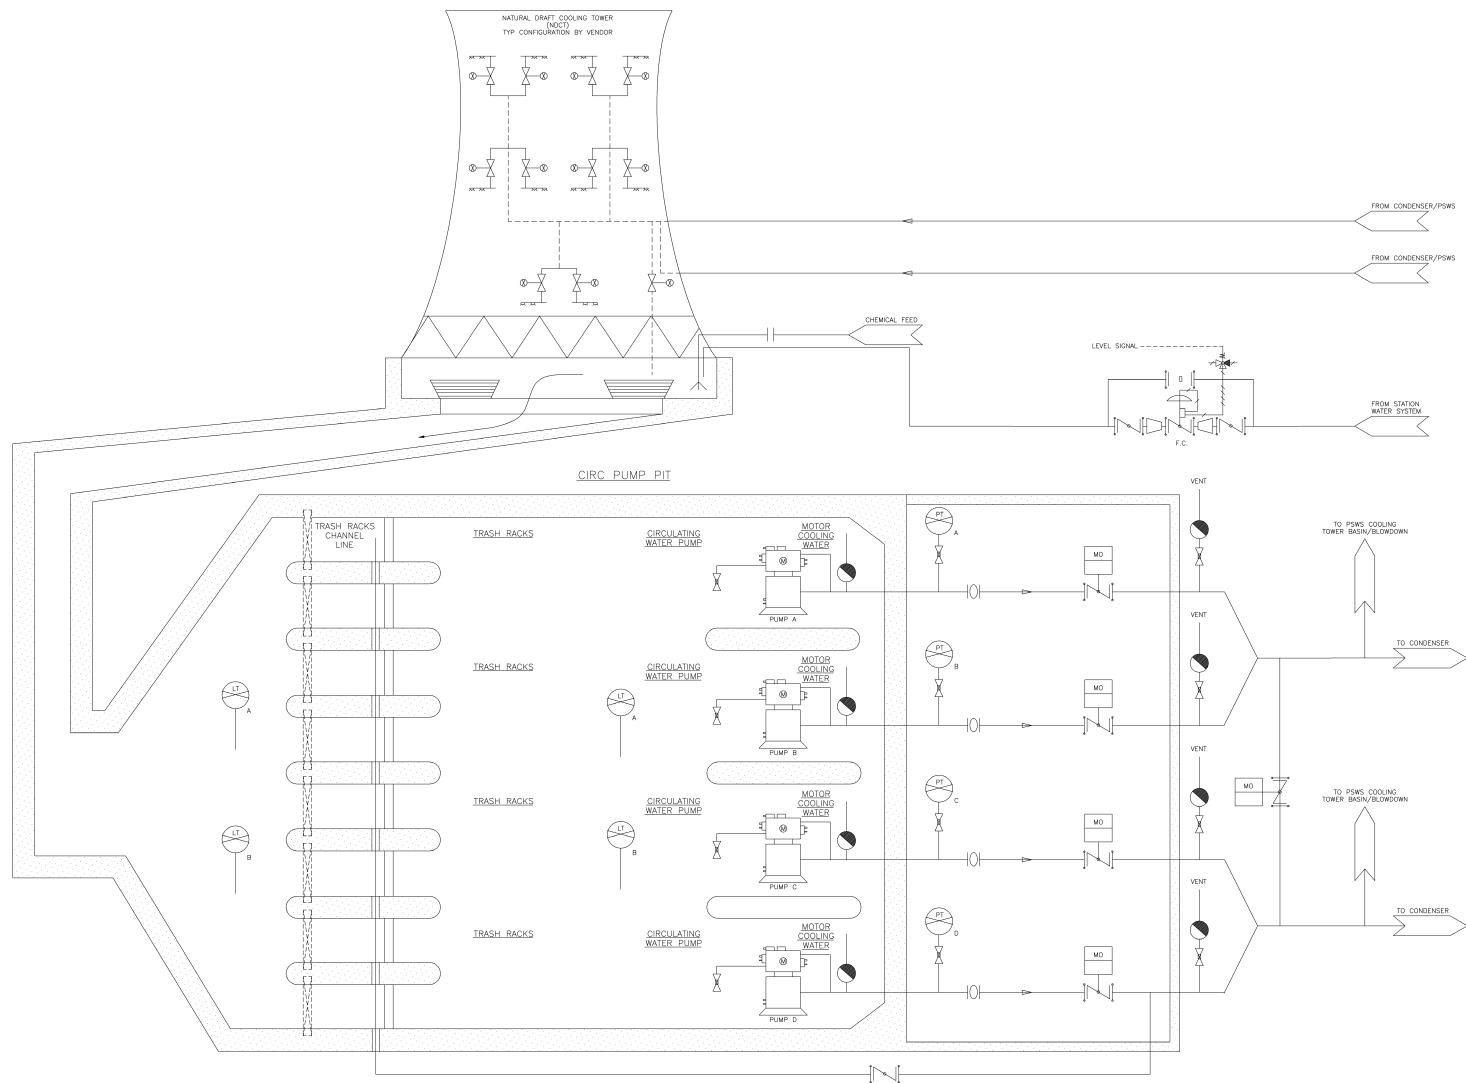 NATURAL DRAFT COOLING TOWER
(NDCT)
TYP CONFIGURATION BY VENDOR
FROM CONDENSER/PSWS
FROM CONDENSER/PSWS
CHEMICAL FEED
LEVEL SIGNAL
FROM STATION
WATER SYSTEM
F.C.
CIRC PUMP PIT
VENT
TRASH RACKS
CHANNEL
LINE
TRASH RACKS
CIRCULATING
WATER PUMP
MOTOR
COOLING
WATER
M
PUMP A
PT
A
MO
TO PSWS COOLING
TOWER BASIN/BLOWDOWN
TO CONDENSER
VENT
TRASH RACKS
CIRCULATING
WATER PUMP
MOTOR
COOLING
WATER
M
PUMP B
PT
B
MO
LT
A
LT
A
VENT
TRASH RACKS
CIRCULATING
WATER PUMP
MOTOR
COOLING
WATER
M
PUMP C
PT
C
MO
MO
TO PSWS COOLING
TOWER BASIN/BLOWDOWN
LT
B
LT
B
VENT
TO CONDENSER
TRASH RACKS
CIRCULATING
WATER PUMP
MOTOR
COOLING
WATER
M
PUMP D
PT
D
MO